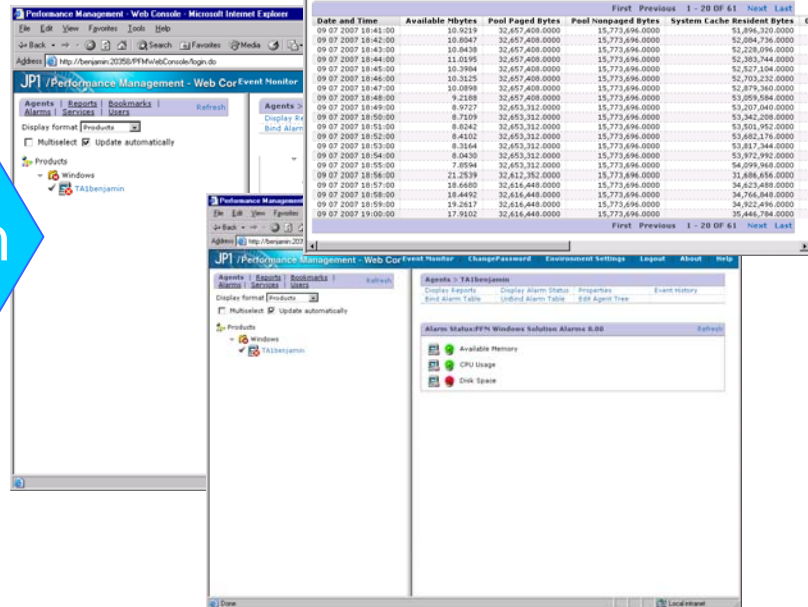 n
Performance Management - Web Console - Microsoft Internet Explorer
File Edit View Favorites Tools Help
Back Search Favorites Media
Address http://benjamin:20358/PFMWebConsole/login.do
JP1 /Performance Management - Web Con Event Monitor
Agents | Reports | Bookmarks |
Alarms | Services | Users
Refresh
Display format Products
Multiselect Update automatically
Products
Windows
TA1benjamin
Agents >
Display Re
Bind Alarm
First Previous 1 - 20 OF 61 Next Last
Date and Time Available Mbytes Pool Paged Bytes Pool Nonpaged Bytes System Cache Resident Bytes
09 07 2007 18:41:00 10.9219 32,657,408.0000 15,773,696.0000 51,896,320.0000
09 07 2007 18:42:00 10.8047 32,657,408.0000 15,773,696.0000 52,084,736.0000
09 07 2007 18:43:00 10.8438 32,657,408.0000 15,773,696.0000 52,228,096.0000
09 07 2007 18:44:00 11.0195 32,657,408.0000 15,773,696.0000 52,383,744.0000
09 07 2007 18:45:00 10.3984 32,657,408.0000 15,773,696.0000 52,527,104.0000
09 07 2007 18:46:00 10.3125 32,657,408.0000 15,773,696.0000 52,703,232.0000
09 07 2007 18:47:00 10.0898 32,657,408.0000 15,773,696.0000 52,879,360.0000
09 07 2007 18:48:00 9.2188 32,657,408.0000 15,773,696.0000 53,059,584.0000
09 07 2007 18:49:00 8.9727 32,653,312.0000 15,773,696.0000 53,207,040.0000
09 07 2007 18:50:00 8.7109 32,653,312.0000 15,773,696.0000 53,342,208.0000
09 07 2007 18:51:00 8.8242 32,653,312.0000 15,773,696.0000 53,501,952.0000
09 07 2007 18:52:00 8.4102 32,653,312.0000 15,773,696.0000 53,682,176.0000
09 07 2007 18:53:00 8.3164 32,653,312.0000 15,773,696.0000 53,817,344.0000
09 07 2007 18:54:00 8.0430 32,653,312.0000 15,773,696.0000 53,972,992.0000
09 07 2007 18:55:00 7.8594 32,653,312.0000 15,773,696.0000 54,099,968.0000
09 07 2007 18:56:00 21.2539 32,612,352.0000 15,773,696.0000 31,686,656.0000
09 07 2007 18:57:00 18.6680 32,616,448.0000 15,773,696.0000 34,623,488.0000
09 07 2007 18:58:00 18.4492 32,616,448.0000 15,773,696.0000 34,766,848.0000
09 07 2007 18:59:00 19.2617 32,616,448.0000 15,773,696.0000 34,922,496.0000
09 07 2007 19:00:00 17.9102 32,616,448.0000 15,773,696.0000 35,446,784.0000
First Previous 1 - 20 OF 61 Next Last
Performance Management
File Edit View Favorites
Back
Address http://benjamin:203
JP1 /Performance Management - Web Con Event Monitor ChangePassword Environment Settings Logout About Help
Agents | Reports | Bookmarks |
Alarms | Services | Users
Refresh
Display format Products
Multiselect Update automatically
Products
Windows
TA1benjamin
Agents > TA1benjamin
Display Reports Display Alarm Status Properties Event History
Bind Alarm Table UnBind Alarm Table Edit Agent Tree
Alarm Status:PFM Windows Solution Alarms 8.00 Refresh
Available Memory
CPU Usage
Disk Space
Done Local intranet